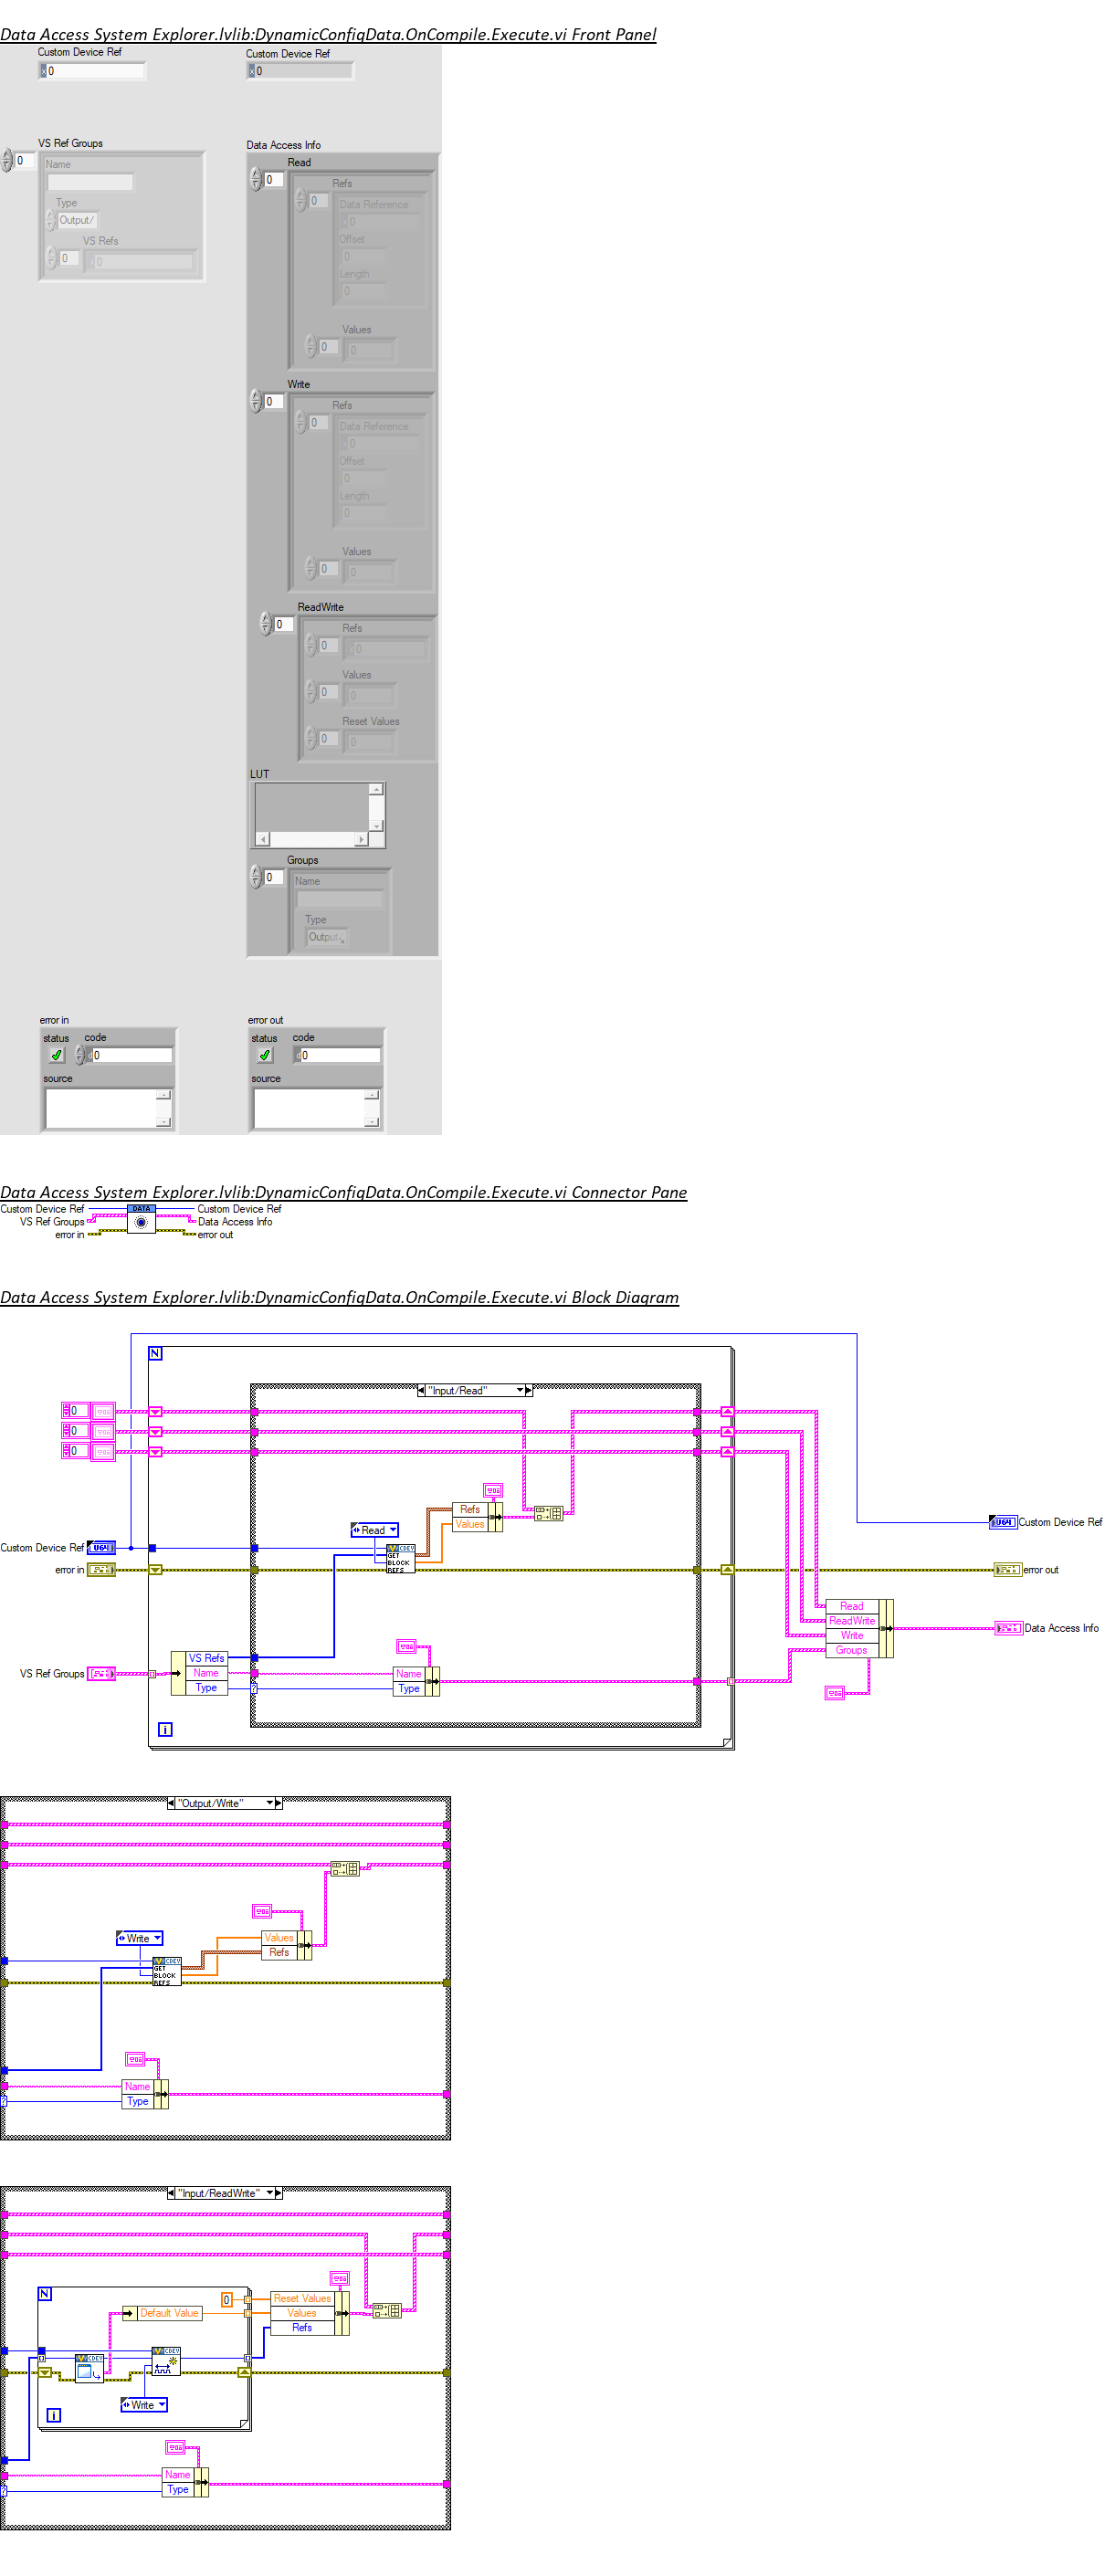 Data Access System Explorer.lvlib:DynamicConfigData.OnCompile.Execute.vi Front Panel
Custom Device Ref
Custom Device Ref
x 0
x 0
VS Ref Groups
Data Access Info
0
Name
Type
Output/
VS Refs
0
0
Read
0
Refs
0
Data Reference
0
Offset
0
Length
0
Values
0
0
Write
0
Refs
0
Data Reference
0
Offset
0
Length
0
Values
0
0
ReadWrite
0
Refs
0
0
Values
0
0
Reset Values
0
0
LUT
Groups
0
Name
Type
Output/
error in
error out
status code
status code
d 0
d 0
source
source
Data Access System Explorer.lvlib:DynamicConfigData.OnCompile.Execute.vi Connector Pane
Custom Device Ref
DATA
Custom Device Ref
VS Ref Groups
Data Access Info
error in
error out
Data Access System Explorer.lvlib:DynamicConfigData.OnCompile.Execute.vi Block Diagram
N
"Input/Read"
0
0
0
Refs
Values
Read
Custom Device Ref
U64
CDEV
GET
BLOCK
REFS
U64
Custom Device Ref
error in
error out
Read
ReadWrite
Write
Groups
Data Access Info
VS Ref Groups
VS Refs
Name
Type
Name
Type
i
"Output/Write"
Write
Values
Refs
CDEV
GET
BLOCK
REFS
Name
Type
"Input/ReadWrite"
N
0
Reset Values
Default Value
Values
Refs
CDEV
CDEV
Write
i
Name
Type